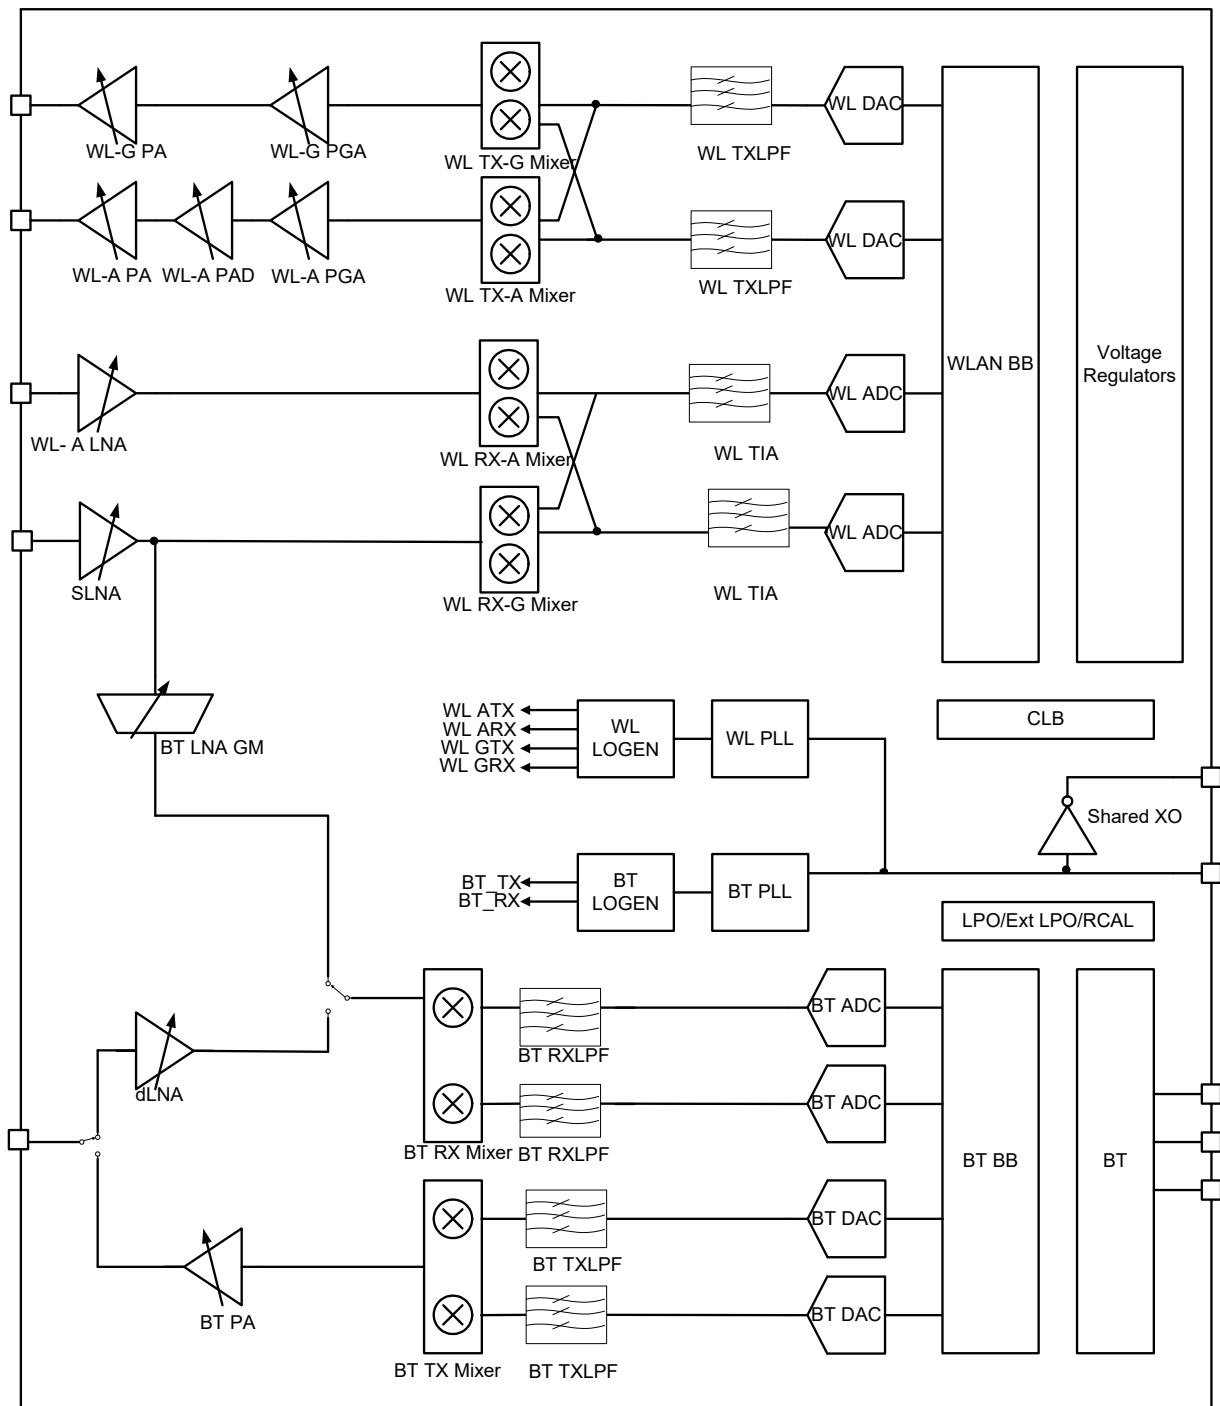 WL-G PA
WL-G PGA
WL TX-G Mixer
WL TXLPF
WL DAC
WL-A PA
WL-A PAD
WL-A PGA
WL TX-A Mixer
WL TXLPF
WL DAC
WLAN BB
Voltage
Regulators
WL- A LNA
WL RX-A Mixer
WL TIA
WL ADC
SLNA
WL RX-G Mixer
WL TIA
WL ADC
BT LNA GM
WL ATX
WL ARX
WL GTX
WL GRX
WL
LOGEN
WL PLL
CLB
Shared XO
BT_TX
BT_RX
BT
LOGEN
BT PLL
LPO/Ext LPO/RCAL
dLNA
BT RX Mixer
BT RXLPF
BT ADC
BT RXLPF
BT ADC
BT BB
BT
BT PA
BT TX Mixer
BT TXLPF
BT DAC
BT TXLPF
BT DAC